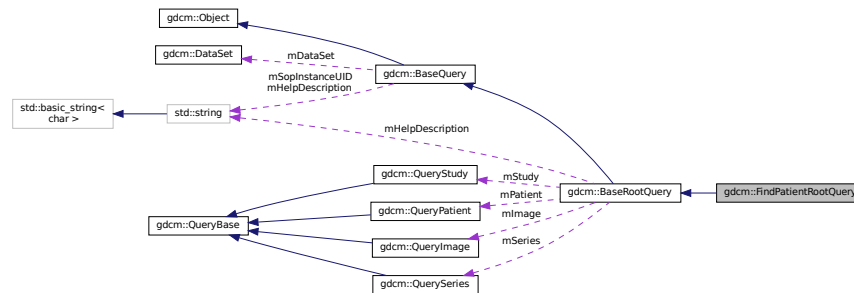 gdcm::Object
gdcm::DataSet
mDataSet
gdcm::BaseQuery
mSopInstanceUID
mHelpDescription
std::basic_string<
char >
std::string
mHelpDescription
gdcm::QueryStudy
mStudy
gdcm::BaseRootQuery
gdcm::FindPatientRootQuery
mPatient
gdcm::QueryPatient
mImage
gdcm::QueryBase
gdcm::QueryImage
mSeries
gdcm::QuerySeries